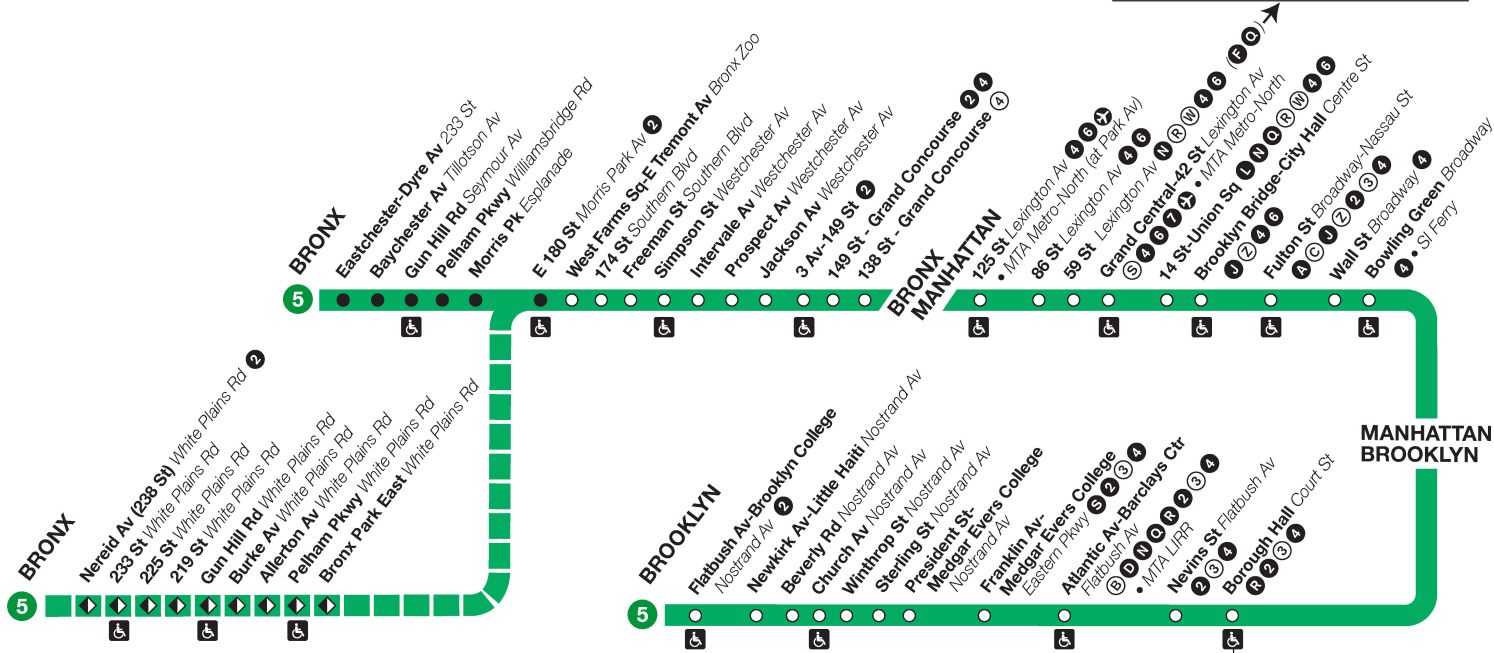 BRONX
5
Eastchester-Dyre Av 233 St
Baychester Av Tillotson Av
Gun Hill Rd Seymour Av
Pelham Pkwy Williamsbridge Rd
Morris Pk Esplanade
E 180 St Morris Park Av 2
West Farms Sq-E Tremont Av Bronx Zoo
174 St Southern Blvd
Freeman St Southern Blvd
Simpson St Westchester Av
Intervale Av Westchester Av
Prospect Av Westchester Av
Jackson Av Westchester Av
3 Av-149 St 2
149 St - Grand Concourse 2 4
138 St - Grand Concourse 4
BRONX
MANHATTAN
125 St Lexington Av 4 6
• MTA Metro-North (at Park Av)
86 St Lexington Av 4 6
59 St Lexington Av N R W 4 6 (F Q)
Grand Central-42 St Lexington Av
S 4 6 7 • MTA Metro-North
14 St-Union Sq L N Q R W 4 6
Brooklyn Bridge-City Hall Centre St
J Z 4 6
Fulton St Broadway-Nassau St
A C J Z 2 3 4
Wall St Broadway 4
Bowling Green Broadway
4 • SI Ferry
MANHATTAN
BROOKLYN
BRONX
5
Nereid Av (238 St) White Plains Rd 2
233 St White Plains Rd
225 St White Plains Rd
219 St White Plains Rd
Gun Hill Rd White Plains Rd
Burke Av White Plains Rd
Allerton Av White Plains Rd
Pelham Pkwy White Plains Rd
Bronx Park East White Plains Rd
BROOKLYN
5
Flatbush Av-Brooklyn College
Nostrand Av 2
Newkirk Av-Little Haiti Nostrand Av
Beverly Rd Nostrand Av
Church Av Nostrand Av
Winthrop St Nostrand Av
Sterling St Nostrand Av
President St-
Medgar Evers College
Nostrand Av
Franklin Av-
Medgar Evers College
Eastern Pkwy S 2 3 4
Atlantic Av-Barclays Ctr
Flatbush Av
B D N Q R 2 3 4
• MTA LIRR
Nevins St Flatbush Av
2 3 4
Borough Hall Court St
R 2 3 4